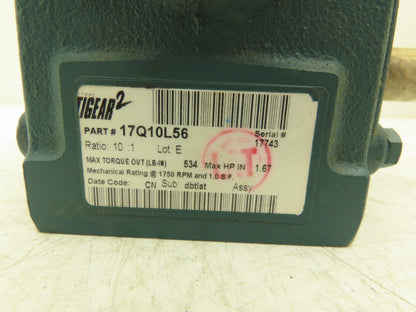 TIGEAR2
PART # 17Q10L56
Serial #
Ratio: 10 :1 Lot E 17743
MAX TORQUE OUT (LB-IN) 534 Max HP IN 1.67
Mechanical Rating @ 1750 RPM and 1.0 S.F.
Date Code: CN Sub: dbtlat Assy